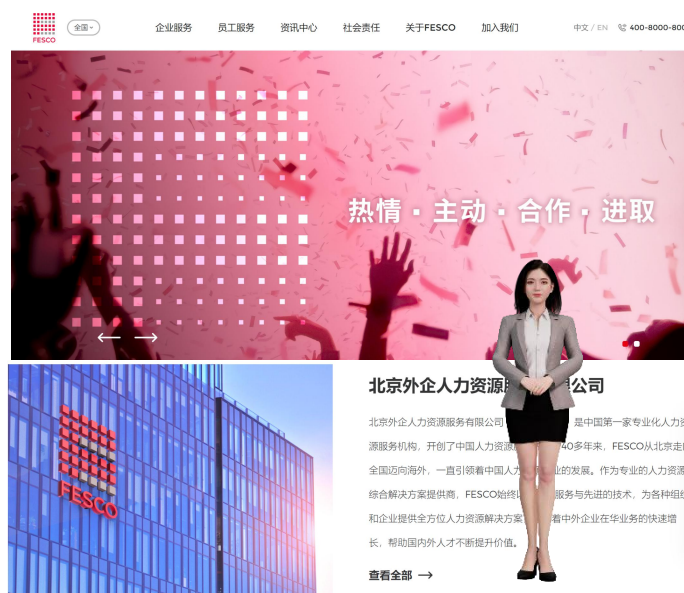 FESCO
全国
企业服务 员工服务 资讯中心 社会责任 关于FESCO 加入我们
中文 / EN 400-8000-800
热情 · 主动 · 合作 · 进取
FESCO
北京外企人力资源 公司
北京外企人力资源服务有限公司 是中国第一家专业化人力资
源服务机构,开创了中国人力资源 40多年来,FESCO从北京走
全国迈向海外,一直引领着中国人力 业的发展。作为专业的人力资源
综合解决方案提供商,FESCO始终 服务与先进的技术,为各种组织
和企业提供全方位人力资源解决方案 着中外企业在华业务的快速增
长,帮助国内外人才不断提升价值。
查看全部